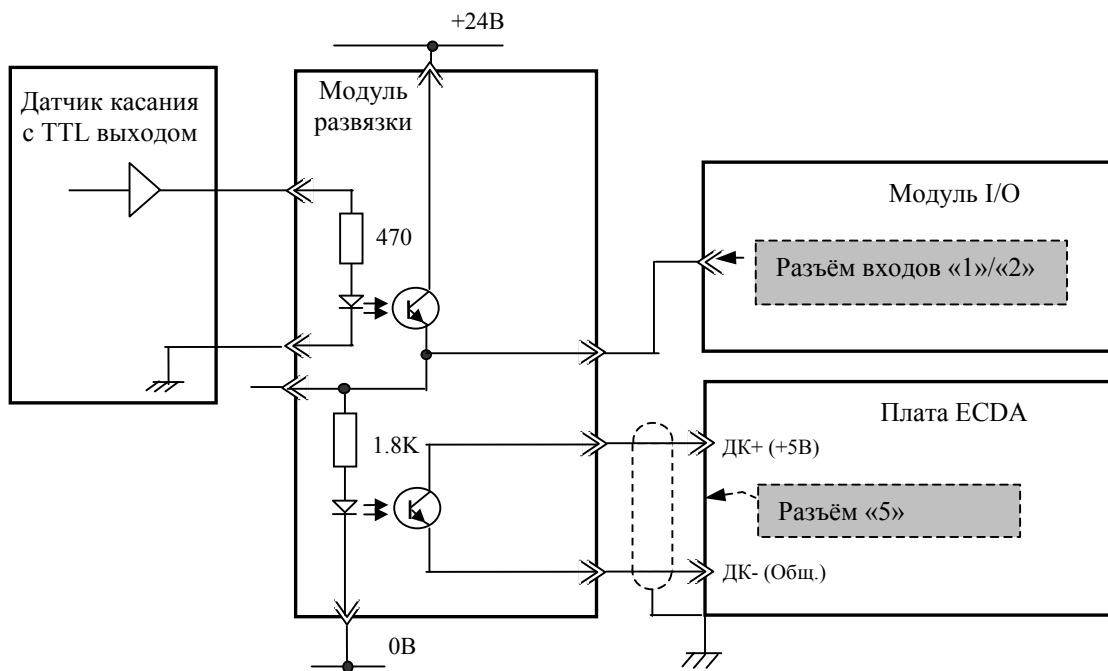 +24В
Датчик касания
с TTL выходом
Модуль
развязки
470
Модуль I/O
Разъём входов «1»/«2»
1.8K
Плата ECDA
ДК+ (+5В)
Разъём «5»
ДК- (Общ.)
0В